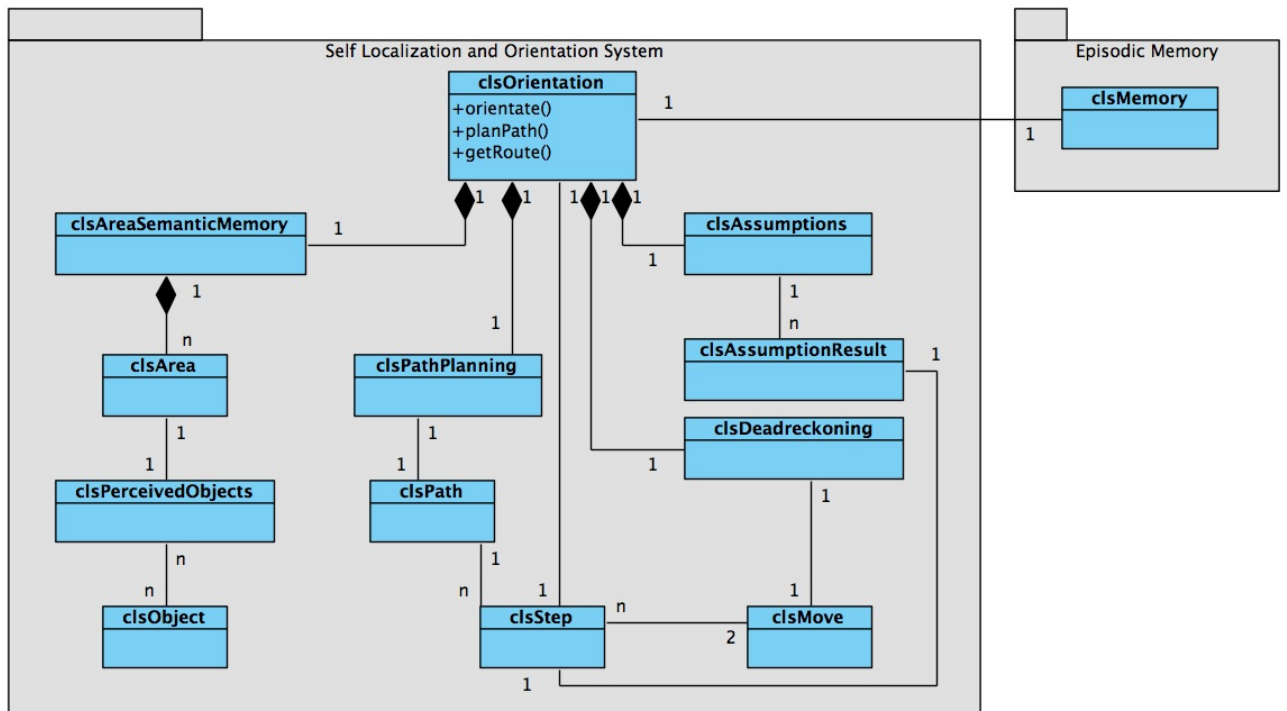 Self Localization and Orientation System
Episodic Memory
clsOrientation
+orientate()
+planPath()
+getRoute()
1
1
clsMemory
1 1 1 1 1
clsAreaSemanticMemory
1
clsAssumptions
1
1
n
1
n
1
clsArea
clsPathPlanning
clsAssumptionResult
1
1
1
1
1
clsDeadreckoning
1
clsPerceivedObjects
clsPath
1
n
n
1
n
1
1
n
2
clsObject
clsStep
clsMove
1